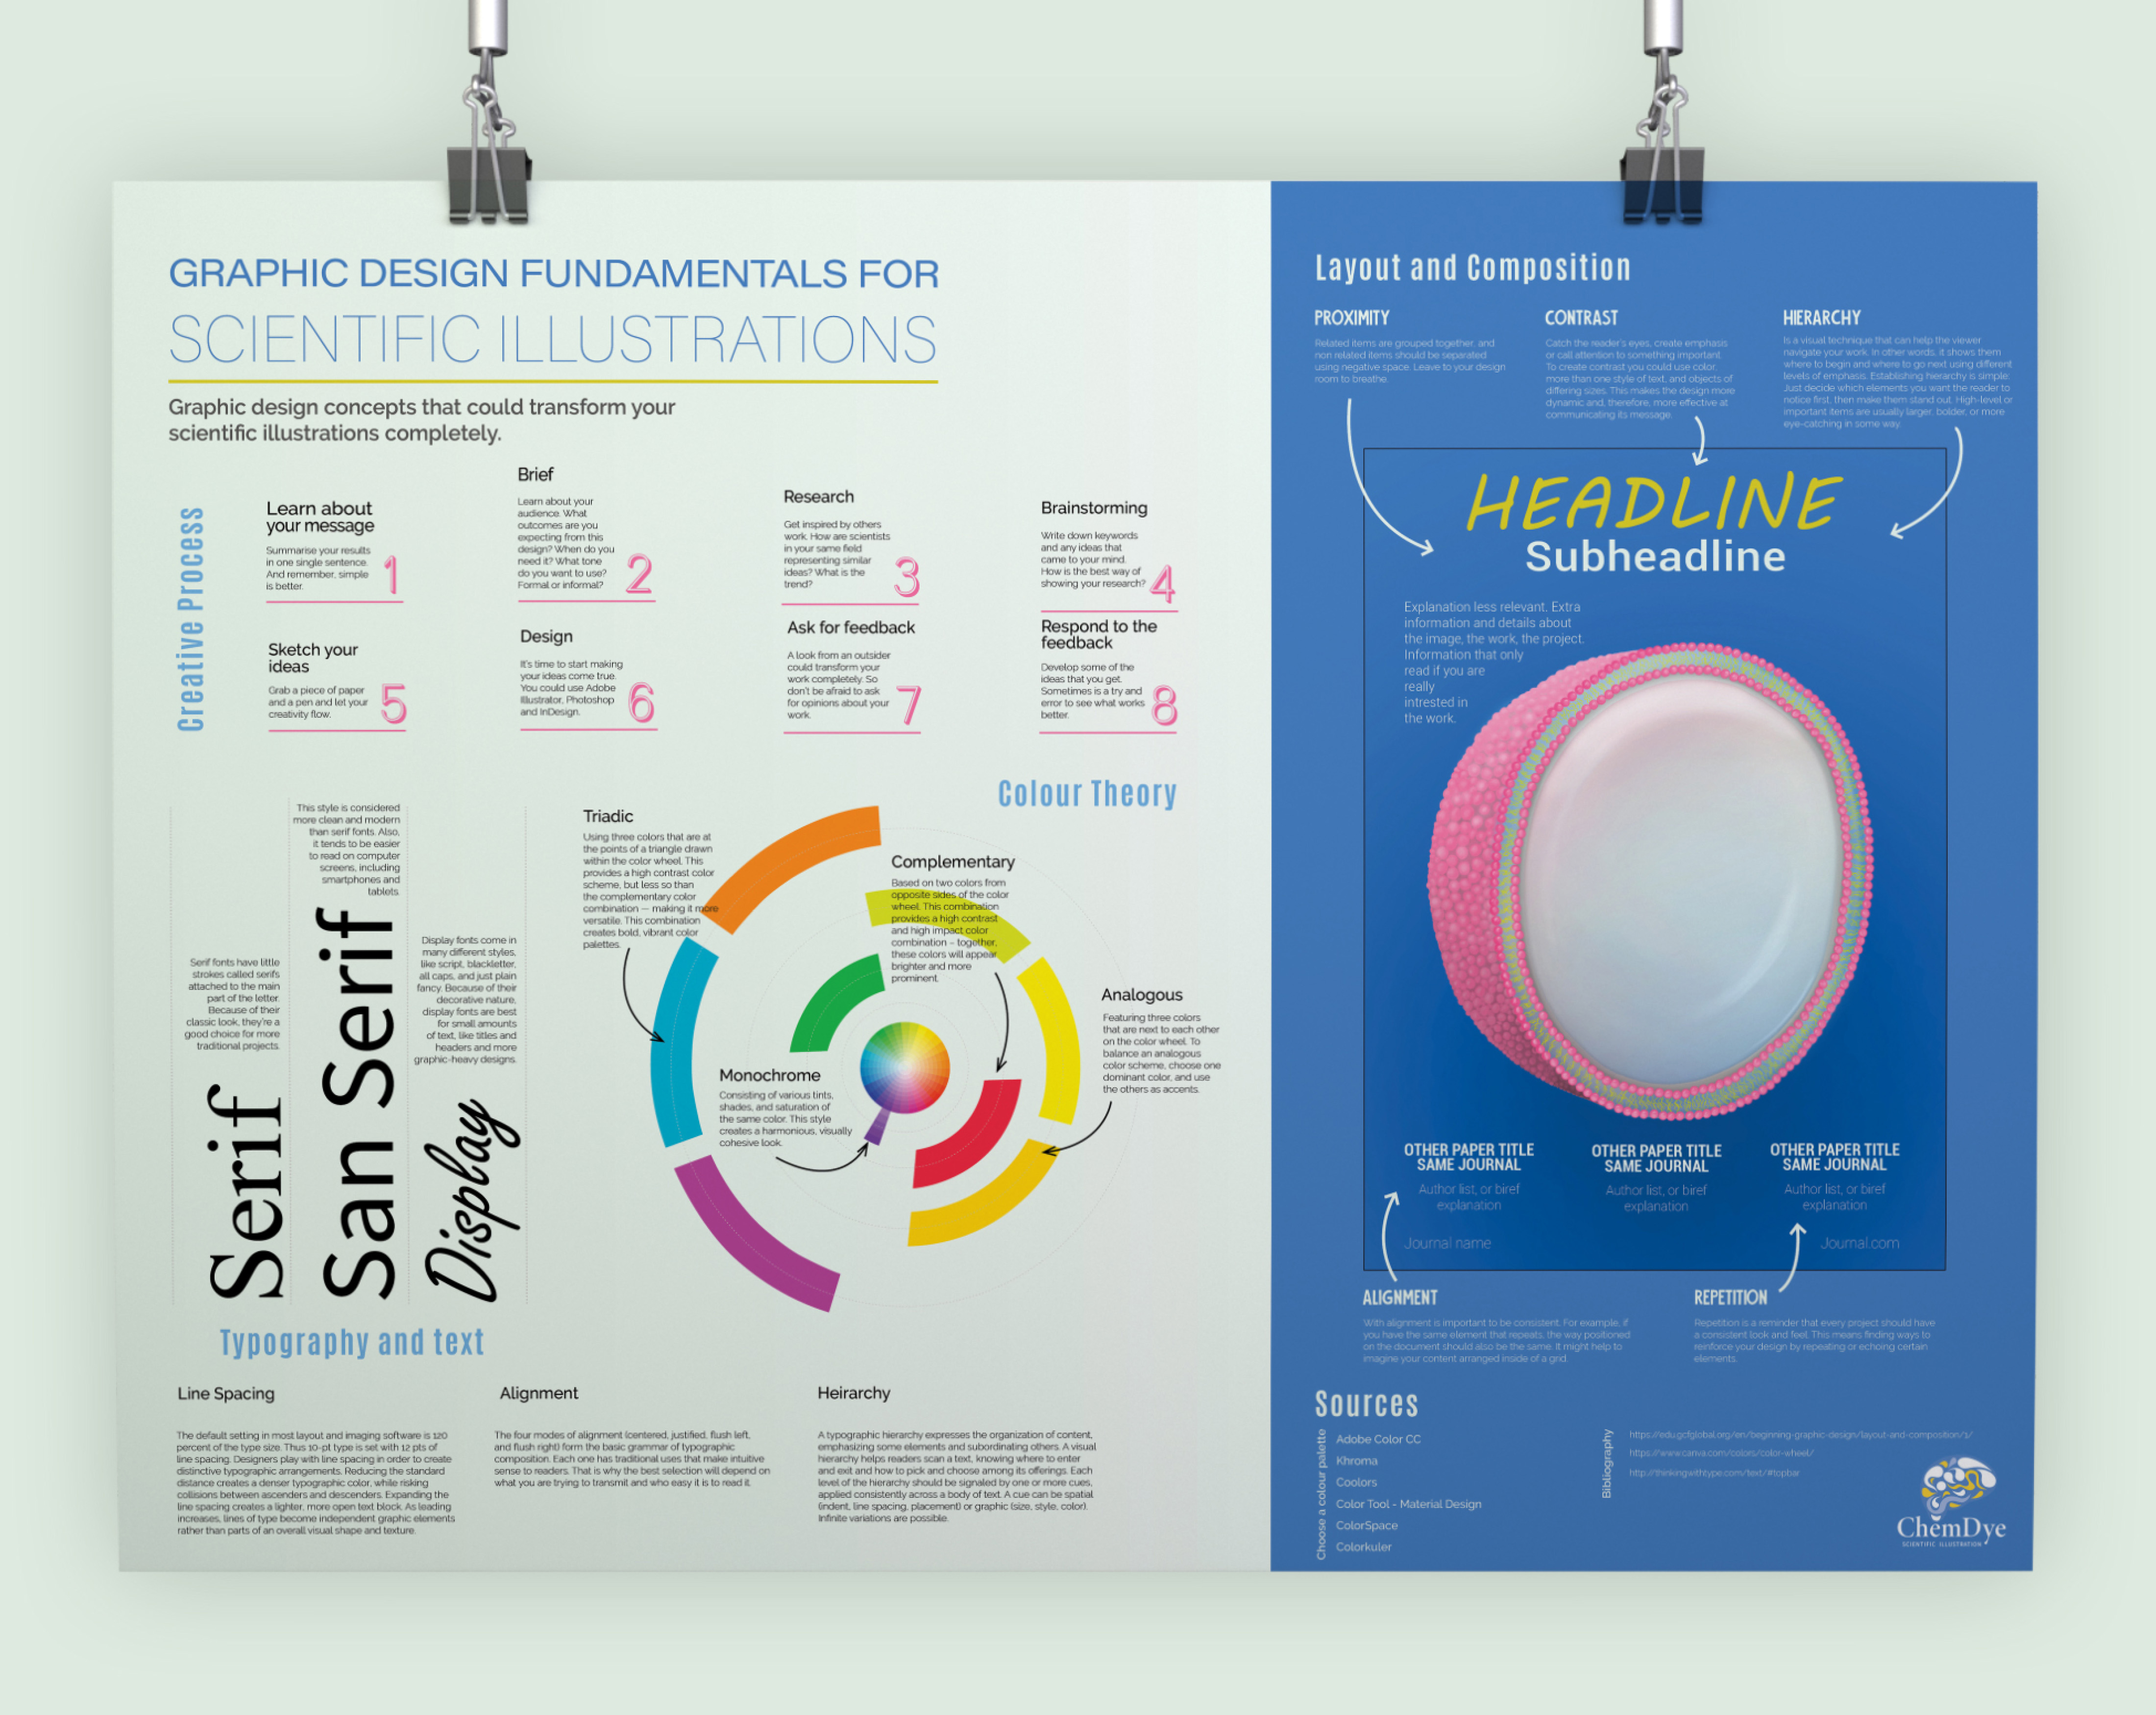 GRAPHIC DESIGN FUNDAMENTALS FOR
SCIENTIFIC ILLUSTRATIONS
Graphic design concepts that could transform your
scientific illustrations completely.
Creative Process
Learn about
your message
Summarise your results
in one single sentence.
And remember, simple
is better.
1
Brief
Learn about your
audience. What
outcomes are you
expecting from this
design? When do you
need it? What tone
do you want to use?
Formal or informal?
2
Research
Get inspired by others
work. How are scientists
in your same field
representing similar
ideas? What is the
trend?
3
Brainstorming
Write down keywords
and any ideas that
came to your mind.
How is the best way of
showing your research?
4
Sketch your
ideas
Grab a piece of paper
and a pen and let your
creativity flow.
5
Design
It's time to start making
your ideas come true.
You could use Adobe
Illustrator, Photoshop
and InDesign.
6
Ask for feedback
A look from an outsider
could transform your
work completely. So
don't be afraid to ask
for opinions about your
work.
7
Respond to the
feedback
Develop some of the
ideas that you get.
Sometimes is a try and
error to see what works
better.
8
Serif fonts have little
strokes called serifs
attached to the main
part of the letter.
Because of their
classic look, they're a
good choice for more
traditional projects.
Serif
This style is considered
more clean and modern
than serif fonts. Also,
it tends to be easier
to read on computer
screens, including
smartphones and
tablets.
San Serif
Display fonts come in
many different styles,
like script, blackletter,
all caps, and just plain
fancy. Because of their
decorative nature,
display fonts are best
for small amounts
of text, like titles and
headers and more
graphic-heavy designs.
Display
Typography and text
Colour Theory
Triadic
Using three colors that are at
the points of a triangle drawn
within the color wheel. This
provides a high contrast color
scheme, but less so than
the complementary color
combination — making it more
versatile. This combination
creates bold, vibrant color
palettes.
Complementary
Based on two colors from
opposite sides of the color
wheel. This combination
provides a high contrast
and high impact color
combination – together,
these colors will appear
brighter and more
prominent.
Analogous
Featuring three colors
that are next to each other
on the color wheel. To
balance an analogous
color scheme, choose one
dominant color, and use
the others as accents.
Monochrome
Consisting of various tints,
shades, and saturation of
the same color. This style
creates a harmonious, visually
cohesive look.
Line Spacing
The default setting in most layout and imaging software is 120
percent of the type size. Thus 10-pt type is set with 12 pts of
line spacing. Designers play with line spacing in order to create
distinctive typographic arrangements. Reducing the standard
distance creates a denser typographic color, while risking
collisions between ascenders and descenders. Expanding the
line spacing creates a lighter, more open text block. As leading
increases, lines of type become independent graphic elements
rather than parts of an overall visual shape and texture.
Alignment
The four modes of alignment (centered, justified, flush left,
and flush right) form the basic grammar of typographic
composition. Each one has traditional uses that make intuitive
sense to readers. That is why the best selection will depend on
what you are trying to transmit and who easy it is to read it.
Heirarchy
A typographic hierarchy expresses the organization of content,
emphasizing some elements and subordinating others. A visual
hierarchy helps readers scan a text, knowing where to enter
and exit and how to pick and choose among its offerings. Each
level of the hierarchy should be signaled by one or more cues,
applied consistently across a body of text. A cue can be spatial
(indent, line spacing, placement) or graphic (size, style, color).
Infinite variations are possible.
Layout and Composition
PROXIMITY
Related items are grouped together, and
non related items should be separated
using negative space. Leave to your design
room to breathe.
CONTRAST
Catch the reader's eyes, create emphasis
or call attention to something important.
To create contrast you could use color,
more than one style of text, and objects of
differing sizes. This makes the design more
dynamic and, therefore, more effective at
communicating its message.
HIERARCHY
Is a visual technique that can help the viewer
navigate your work. In other words, it shows them
where to begin and where to go next using different
levels of emphasis. Establishing hierarchy is simple:
Just decide which elements you want the reader to
notice first, then make them stand out. High-level or
important items are usually larger, bolder, or more
eye-catching in some way.
HEADLINE
Subheadline
Explanation less relevant. Extra
information and details about
the image, the work, the project.
Information that only
read if you are
really
intrested in
the work.
OTHER PAPER TITLE
SAME JOURNAL
Author list, or biref
explanation
OTHER PAPER TITLE
SAME JOURNAL
Author list, or biref
explanation
OTHER PAPER TITLE
SAME JOURNAL
Author list, or biref
explanation
Journal name
Journal.com
ALIGNMENT
With alignment is important to be consistent. For example, if
you have the same element that repeats, the way positioned
on the document should also be the same. It might help to
imagine your content arranged inside of a grid.
REPETITION
Repetition is a reminder that every project should have
a consistent look and feel. This means finding ways to
reinforce your design by repeating or echoing certain
elements.
Sources
Choose a colour palette
Adobe Color CC
Khroma
Coolors
Color Tool - Material Design
ColorSpace
Colorkuler
Bibliography
https://edu.gcfglobal.org/en/beginning-graphic-design/layout-and-composition/1/
https://www.canva.com/colors/color-wheel/
http://thinkingwithtype.com/text/#topbar
ChemDye
SCIENTIFIC ILLUSTRATION